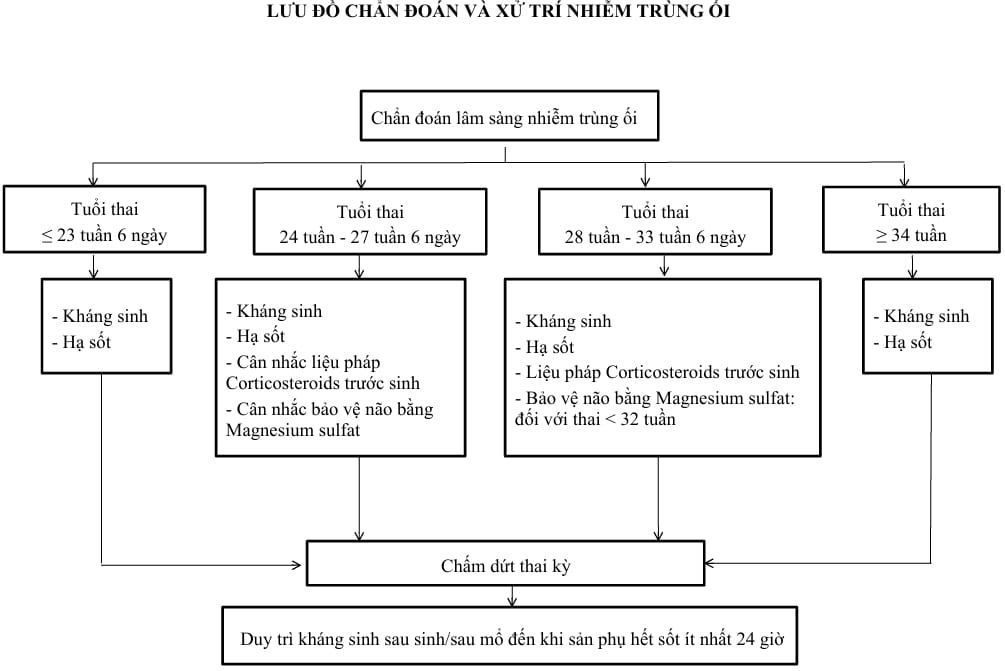 LƯU ĐỒ CHẨN ĐOÁN VÀ XỬ TRÍ NHIỄM TRÙNG ỐI
Chẩn đoán lâm sàng nhiễm trùng ối
Tuổi thai
≤ 23 tuần 6 ngày
Tuổi thai
24 tuần - 27 tuần 6 ngày
Tuổi thai
28 tuần - 33 tuần 6 ngày
Tuổi thai
≥ 34 tuần
- Kháng sinh
- Hạ sốt
- Kháng sinh
- Hạ sốt
- Cân nhắc liệu pháp
Corticosteroids trước sinh
- Cân nhắc bảo vệ não bằng
Magnesium sulfat
- Kháng sinh
- Hạ sốt
- Liệu pháp Corticosteroids trước sinh
- Bảo vệ não bằng Magnesium sulfat:
đối với thai < 32 tuần
- Kháng sinh
- Hạ sốt
Chấm dứt thai kỳ
Duy trì kháng sinh sau sinh/sau mổ đến khi sản phụ hết sốt ít nhất 24 giờ